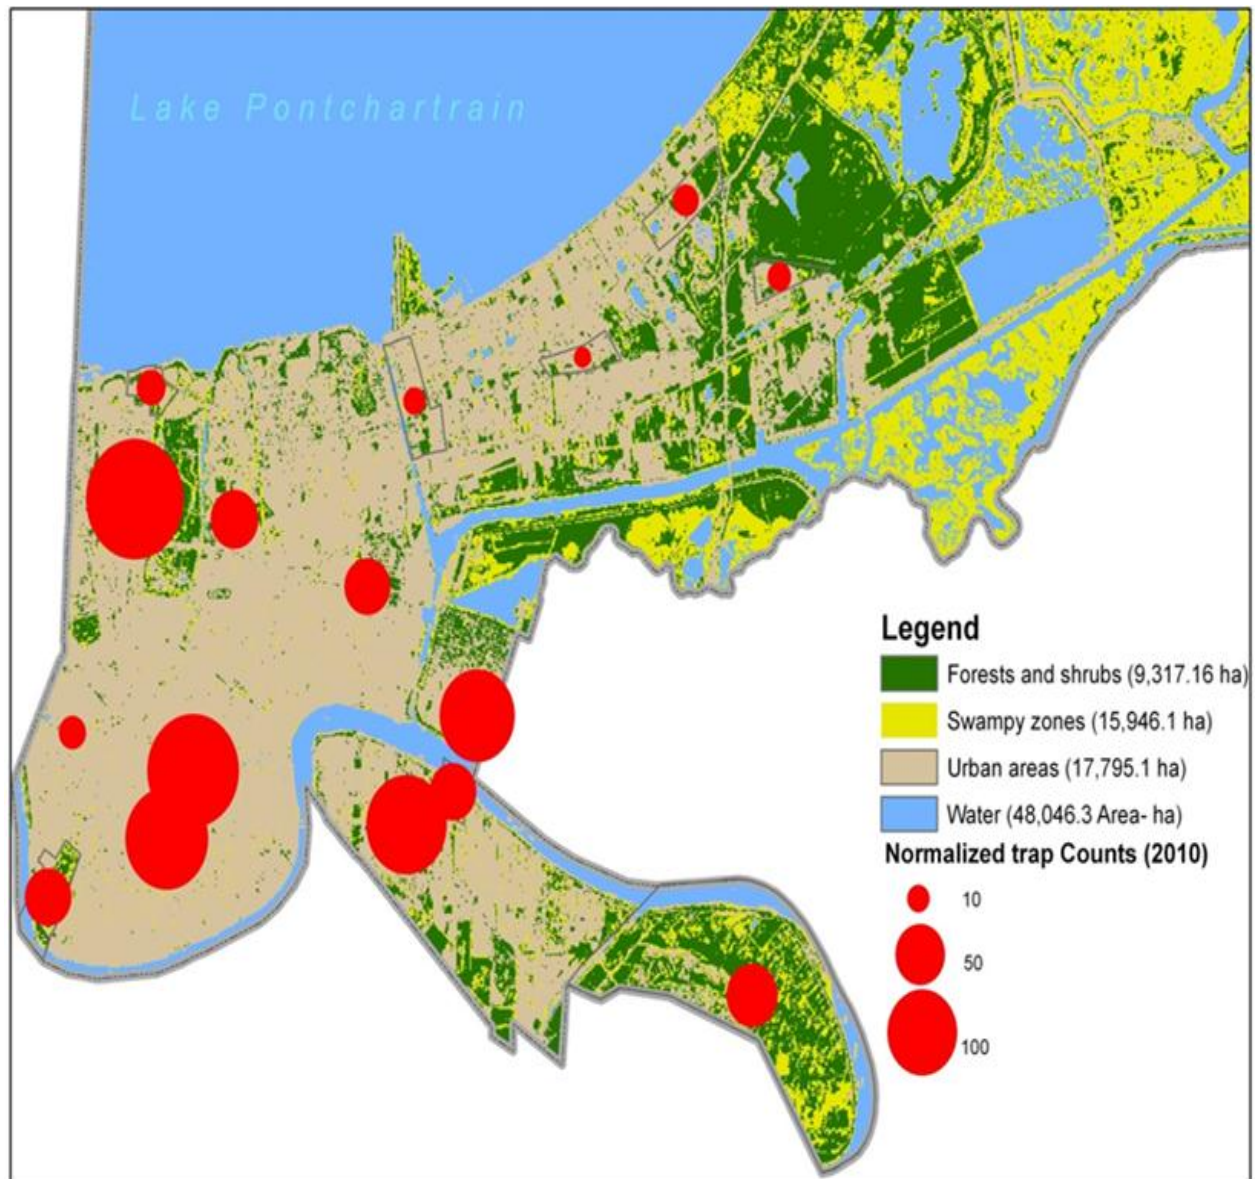 Lake Pontchartrain
Legend
Forests and shrubs (9,317.16 ha)
Swampy zones (15,946.1 ha)
Urban areas (17,795.1 ha)
Water (48,046.3 Area- ha)
Normalized trap Counts (2010)
10
50
100